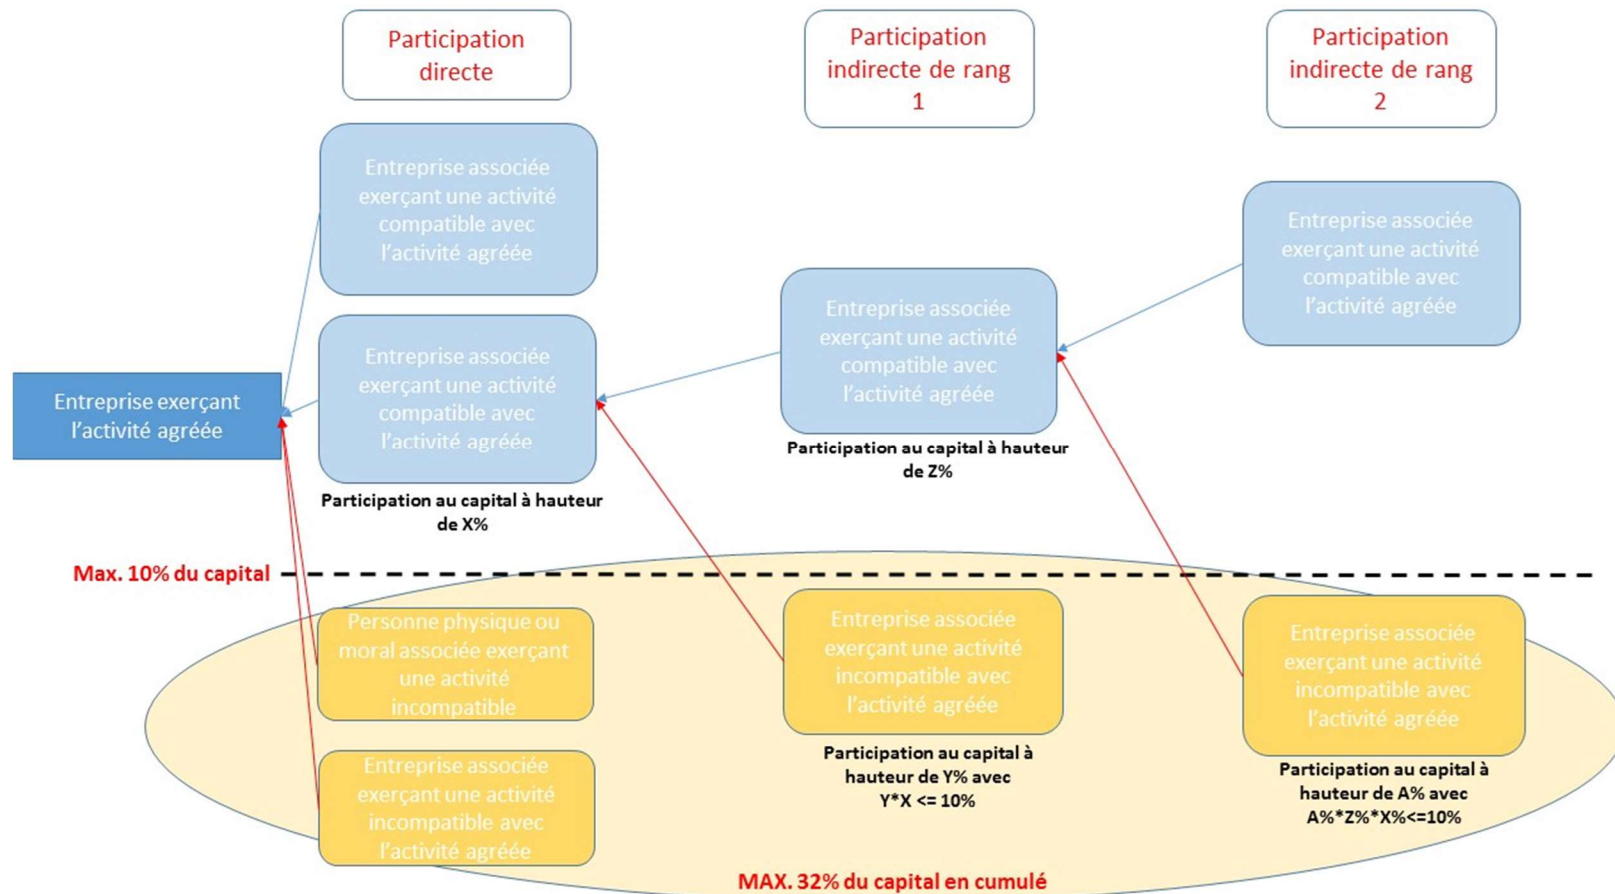 Participation
directe
Participation
indirecte de rang
1
Participation
indirecte de rang
2
Entreprise associée
exerçant une activité
compatible avec
l'activité agréée
Entreprise associée
exerçant une activité
compatible avec
l'activité agréée
Entreprise associée
exerçant une activité
compatible avec
l'activité agréée
Entreprise exerçant
l'activité agréée
Entreprise associée
exerçant une activité
compatible avec
l'activité agréée
Participation au capital à hauteur
de X%
Participation au capital à hauteur
de Z%
Max. 10% du capital
Personne physique ou
moral associée exerçant
une activité
incompatible
Entreprise associée
exerçant une activité
incompatible avec
l'activité agréée
Entreprise associée
exerçant une activité
incompatible avec
l'activité agréée
Participation au capital à
hauteur de Y% avec
Y*X <= 10%
Entreprise associée
exerçant une activité
incompatible avec
l'activité agréée
Participation au capital à
hauteur de A% avec
A%*Z%*X%<=10%
MAX. 32% du capital en cumulé